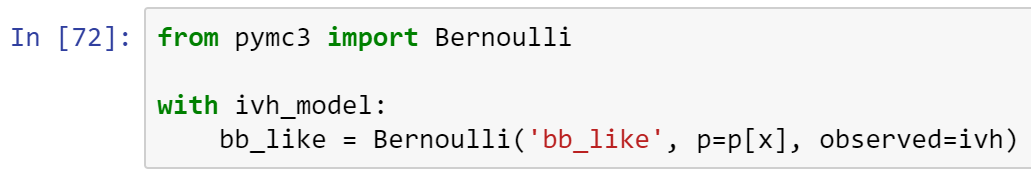 In [72]: from pymc3 import Bernoulli
with ivh_model:
    bb_like = Bernoulli('bb_like', p=p[x], observed=ivh)